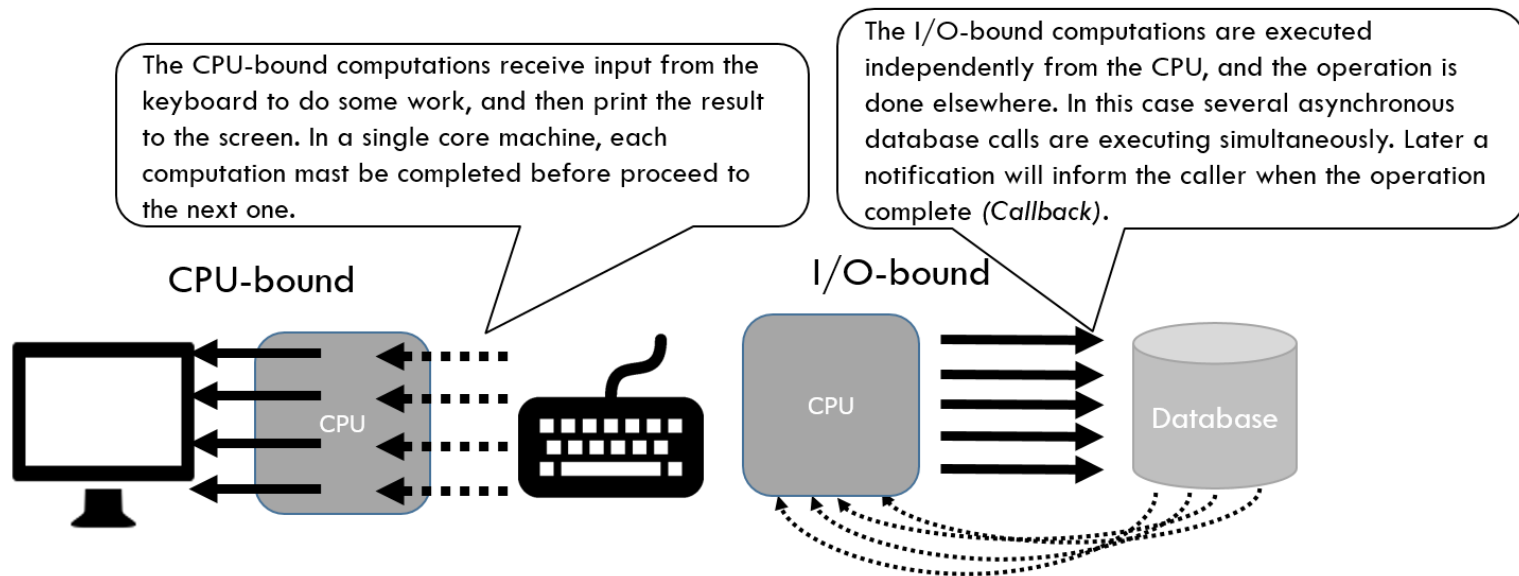 The CPU-bound computations receive input from the
keyboard to do some work, and then print the result
to the screen. In a single core machine, each
computation mast be completed before proceed to
the next one.
The I/O-bound computations are executed
independently from the CPU, and the operation is
done elsewhere. In this case several asynchronous
database calls are executing simultaneously. Later a
notification will inform the caller when the operation
complete (Callback).
CPU-bound
I/O-bound
CPU
CPU
Database